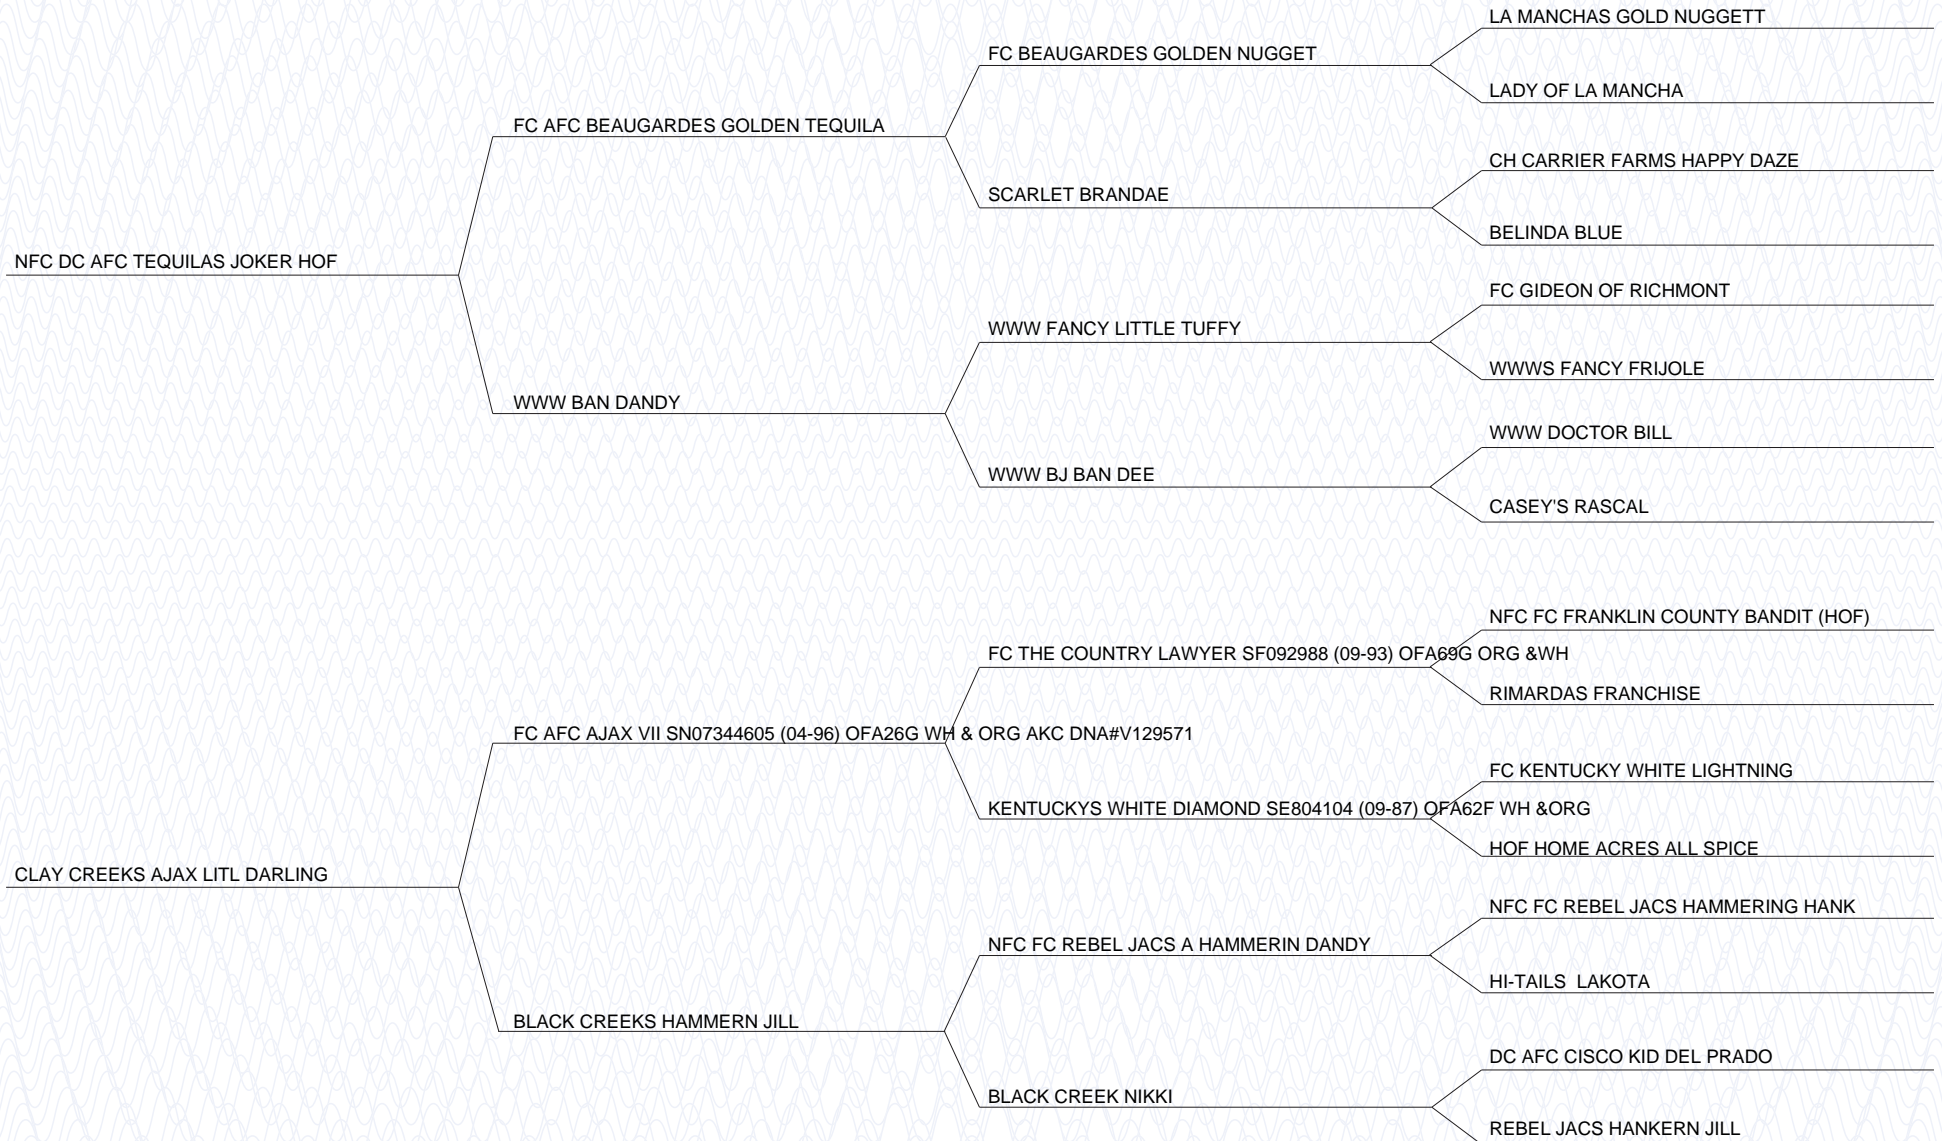 LA MANCHAS GOLD NUGGETT
FC BEAUGARDES GOLDEN NUGGET
LADY OF LA MANCHA
FC AFC BEAUGARDES GOLDEN TEQUILA
CH CARRIER FARMS HAPPY DAZE
SCARLET BRANDAE
BELINDA BLUE
NFC DC AFC TEQUILAS JOKER HOF
FC GIDEON OF RICHMONT
WWW FANCY LITTLE TUFFY
WWWS FANCY FRIJOLE
WWW BAN DANDY
WWW DOCTOR BILL
WWW BJ BAN DEE
CASEY'S RASCAL
NFC FC FRANKLIN COUNTY BANDIT (HOF)
FC THE COUNTRY LAWYER SF092988 (09-93) OFA69G ORG &WH
RIMARDAS FRANCHISE
FC AFC AJAX VII SN07344605 (04-96) OFA26G WH & ORG AKC DNA#V129571
FC KENTUCKY WHITE LIGHTNING
KENTUCKYS WHITE DIAMOND SE804104 (09-87) OFA62F WH &ORG
HOF HOME ACRES ALL SPICE
CLAY CREEKS AJAX LITL DARLING
NFC FC REBEL JACS HAMMERING HANK
NFC FC REBEL JACS A HAMMERIN DANDY
HI-TAILS  LAKOTA
BLACK CREEKS HAMMERN JILL
DC AFC CISCO KID DEL PRADO
BLACK CREEK NIKKI
REBEL JACS HANKERN JILL